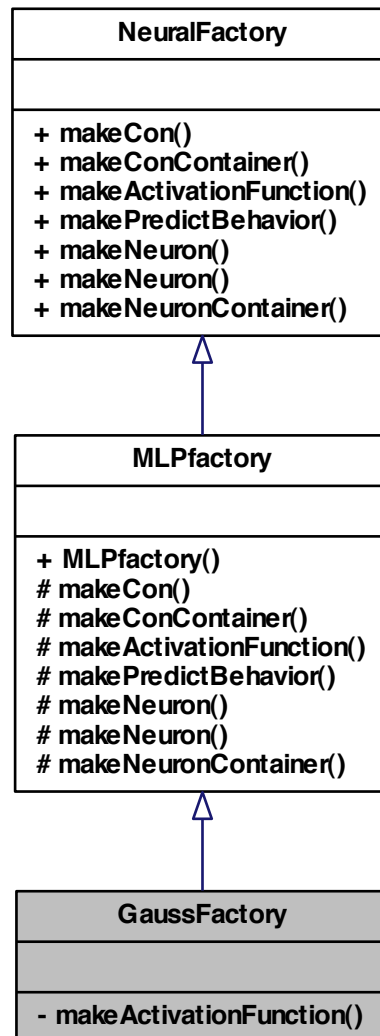 NeuralFactory
+ makeCon()
+ makeConContainer()
+ makeActivationFunction()
+ makePredictBehavior()
+ makeNeuron()
+ makeNeuron()
+ makeNeuronContainer()
MLPfactory
+ MLPfactory()
# makeCon()
# makeConContainer()
# makeActivationFunction()
# makePredictBehavior()
# makeNeuron()
# makeNeuron()
# makeNeuronContainer()
GaussFactory
- makeActivationFunction()